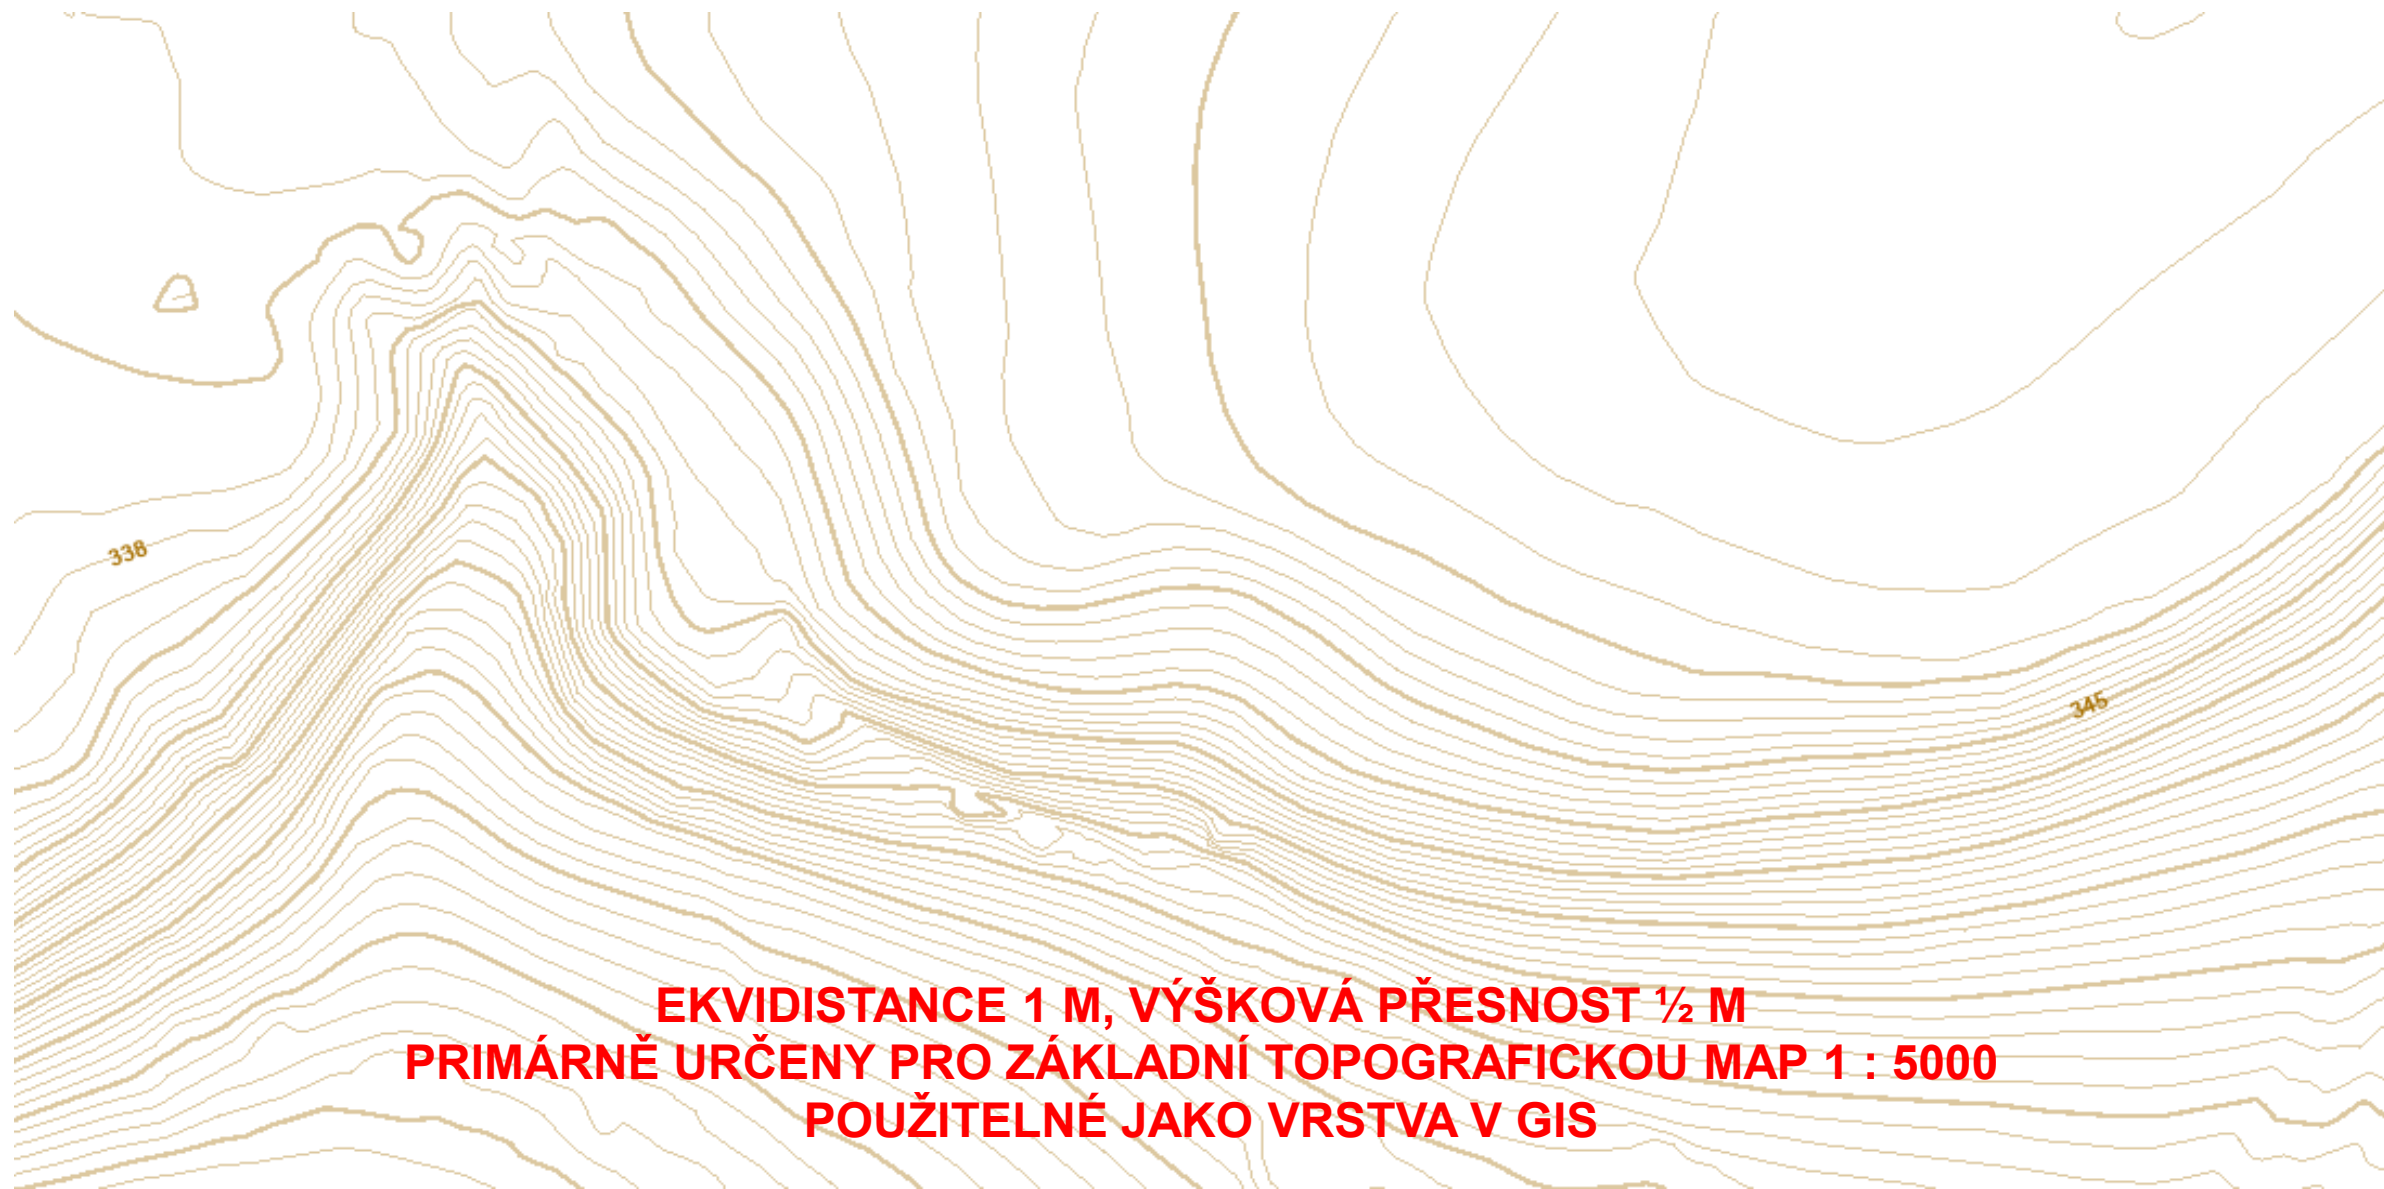 338
345
EKVIDISTANCE 1 M, VÝŠKOVÁ PŘESNOST ½ M
PRIMÁRNĚ URČENY PRO ZÁKLADNÍ TOPOGRAFICKOU MAP 1 : 5000
POUŽITELNÉ JAKO VRSTVA V GIS